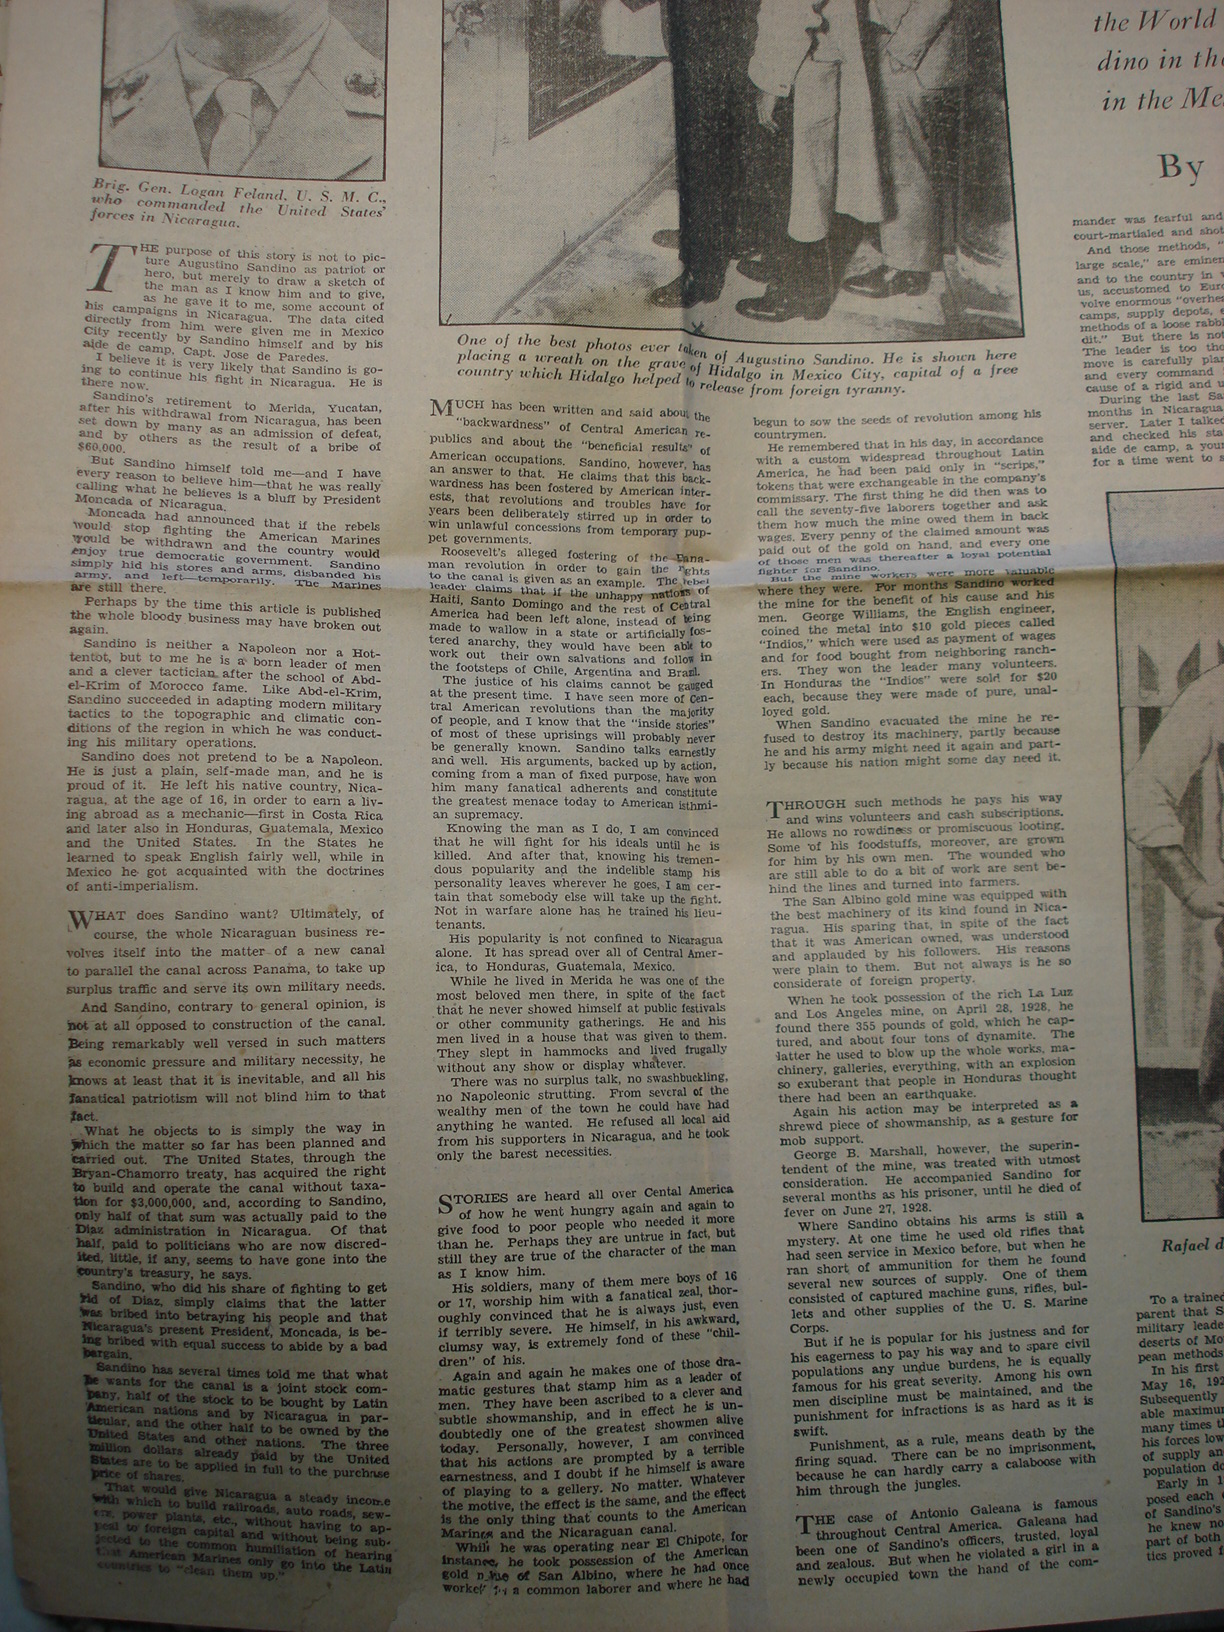 Brig. Gen. Logan Feland, U. S. M. C.,
who commanded the United States'
forces in Nicaragua.
THE purpose of this story is not to pic-
ture Augustino Sandino as patriot or
hero, but merely to draw a sketch of
the man as I know him and to give,
as he gave it to me, some account of
his campaigns in Nicaragua. The data cited
directly from him were given me in Mexico
City recently by Sandino himself and by his
aide de camp, Capt. Jose de Paredes.
I believe it is very likely that Sandino is go-
ing to continue his fight in Nicaragua. He is
there now.
Sandino's retirement to Merida, Yucatan,
after his withdrawal from Nicaragua, has been
set down by many as an admission of defeat,
and by others as the result of a bribe of
$60,000.
But Sandino himself told me—and I have
every reason to believe him—that he was really
calling what he believes is a bluff by President
Moncada of Nicaragua.
Moncada had announced that if the rebels
would stop fighting the American Marines
would be withdrawn and the country would
enjoy true democratic government. Sandino
simply hid his stores and arms, disbanded his
army, and left—temporarily. The Marines
are still there.
Perhaps by the time this article is published
the whole bloody business may have broken out
again.
Sandino is neither a Napoleon nor a Hot-
tentot, but to me he is a born leader of men
and a clever tactician after the school of Abd-
el-Krim of Morocco fame. Like Abd-el-Krim,
Sandino succeeded in adapting modern military
tactics to the topographic and climatic con-
ditions of the region in which he was conduct-
ing his military operations.
Sandino does not pretend to be a Napoleon.
He is just a plain, self-made man, and he is
proud of it. He left his native country, Nica-
ragua, at the age of 16, in order to earn a liv-
ing abroad as a mechanic—first in Costa Rica
and later also in Honduras, Guatemala, Mexico
and the United States. In the States he
learned to speak English fairly well, while in
Mexico he got acquainted with the doctrines
of anti-imperialism.
WHAT does Sandino want? Ultimately, of
course, the whole Nicaraguan business re-
volves itself into the matter of a new canal
to parallel the canal across Panama, to take up
surplus traffic and serve its own military needs.
And Sandino, contrary to general opinion, is
not at all opposed to construction of the canal.
Being remarkably well versed in such matters
as economic pressure and military necessity, he
knows at least that it is inevitable, and all his
fanatical patriotism will not blind him to that
fact.
What he objects to is simply the way in
which the matter so far has been planned and
carried out. The United States, through the
Bryan-Chamorro treaty, has acquired the right
to build and operate the canal without taxa-
tion for $3,000,000, and, according to Sandino,
only half of that sum was actually paid to the
Diaz administration in Nicaragua. Of that
half, paid to politicians who are now discred-
ited, little, if any, seems to have gone into the
country's treasury, he says.
Sandino, who did his share of fighting to get
rid of Diaz, simply claims that the latter
was bribed into betraying his people and that
Nicaragua's present President, Moncada, is be-
ing bribed with equal success to abide by a bad
bargain.
Sandino has several times told me that what
he wants for the canal is a joint stock com-
pany, half of the stock to be bought by Latin
American nations and by Nicaragua in par-
ticular, and the other half to be owned by the
United States and other nations. The three
million dollars already paid by the United
States are to be applied in full to the purchase
price of shares.
That would give Nicaragua a steady income
with which to build railroads, auto roads, sew-
ers, power plants, etc., without having to ap-
peal to foreign capital and without being sub-
jected to the common humiliation of hearing
that American Marines only go into the Latin
countries to "clean them up."
One of the best photos ever taken of Augustino Sandino. He is shown here
placing a wreath on the grave of Hidalgo in Mexico City, capital of a free
country which Hidalgo helped to release from foreign tyranny.
MUCH has been written and said about the
"backwardness" of Central American re-
publics and about the "beneficial results" of
American occupations. Sandino, however, has
an answer to that. He claims that this back-
wardness has been fostered by American inter-
ests, that revolutions and troubles have for
years been deliberately stirred up in order to
win unlawful concessions from temporary pup-
pet governments.
Roosevelt's alleged fostering of the Pana-
man revolution in order to gain the rights
to the canal is given as an example. The rebel
leader claims that if the unhappy nations of
Haiti, Santo Domingo and the rest of Central
America had been left alone, instead of being
made to wallow in a state or artificially fos-
tered anarchy, they would have been able to
work out their own salvations and follow in
the footsteps of Chile, Argentina and Brazil.
The justice of his claims cannot be gauged
at the present time. I have seen more of Cen-
tral American revolutions than the majority
of people, and I know that the "inside stories"
of most of these uprisings will probably never
be generally known. Sandino talks earnestly
and well. His arguments, backed up by action,
coming from a man of fixed purpose, have won
him many fanatical adherents and constitute
the greatest menace today to American isthmi-
an supremacy.
Knowing the man as I do, I am convinced
that he will fight for his ideals until he is
killed. And after that, knowing his tremen-
dous popularity and the indelible stamp his
personality leaves wherever he goes, I am cer-
tain that somebody else will take up the fight.
Not in warfare alone has he trained his lieu-
tenants.
His popularity is not confined to Nicaragua
alone. It has spread over all of Central Amer-
ica, to Honduras, Guatemala, Mexico.
While he lived in Merida he was one of the
most beloved men there, in spite of the fact
that he never showed himself at public festivals
or other community gatherings. He and his
men lived in a house that was given to them.
They slept in hammocks and lived frugally
without any show or display whatever.
There was no surplus talk, no swashbuckling,
no Napoleonic strutting. From several of the
wealthy men of the town he could have had
anything he wanted. He refused all local aid
from his supporters in Nicaragua, and he took
only the barest necessities.
STORIES are heard all over Cental America
of how he went hungry again and again to
give food to poor people who needed it more
than he. Perhaps they are untrue in fact, but
still they are true of the character of the man
as I know him.
His soldiers, many of them mere boys of 16
or 17, worship him with a fanatical zeal, thor-
oughly convinced that he is always just, even
if terribly severe. He himself, in his awkward,
clumsy way, is extremely fond of these "chil-
dren" of his.
Again and again he makes one of those dra-
matic gestures that stamp him as a leader of
men. They have been ascribed to a clever and
subtle showmanship, and in effect he is un-
doubtedly one of the greatest showmen alive
today. Personally, however, I am convinced
that his actions are prompted by a terrible
earnestness, and I doubt if he himself is aware
of playing to a gellery. No matter. Whatever
the motive, the effect is the same, and the effect
is the only thing that counts to the American
Marines and the Nicaraguan canal.
While he was operating near El Chipote, for
instance, he took possession of the American
gold mine of San Albino, where he had once
worked as a common laborer and where he had
begun to sow the seeds of revolution among his
countrymen.
He remembered that in his day, in accordance
with a custom widespread throughout Latin
America, he had been paid only in "scrips,"
tokens that were exchangeable in the company's
commissary. The first thing he did then was to
call the seventy-five laborers together and ask
them how much the mine owed them in back
wages. Every penny of the claimed amount was
paid out of the gold on hand, and every one
of those men was thereafter a loyal potential
fighter for Sandino.
But the mine workers were more valuable
where they were. For months Sandino worked
the mine for the benefit of his cause and his
men. George Williams, the English engineer,
coined the metal into $10 gold pieces called
"Indios," which were used as payment of wages
and for food bought from neighboring ranch-
ers. They won the leader many volunteers.
In Honduras the "Indios" were sold for $20
each, because they were made of pure, unal-
loyed gold.
When Sandino evacuated the mine he re-
fused to destroy its machinery, partly because
he and his army might need it again and part-
ly because his nation might some day need it.
THROUGH such methods he pays his way
and wins volunteers and cash subscriptions.
He allows no rowdiness or promiscuous looting.
Some of his foodstuffs, moreover, are grown
for him by his own men. The wounded who
are still able to do a bit of work are sent be-
hind the lines and turned into farmers.
The San Albino gold mine was equipped with
the best machinery of its kind found in Nica-
ragua. His sparing that, in spite of the fact
that it was American owned, was understood
and applauded by his followers. His reasons
were plain to them. But not always is he so
considerate of foreign property.
When he took possession of the rich La Luz
and Los Angeles mine, on April 28, 1928, he
found there 355 pounds of gold, which he cap-
tured, and about four tons of dynamite. The
latter he used to blow up the whole works, ma-
chinery, galleries, everything, with an explosion
so exuberant that people in Honduras thought
there had been an earthquake.
Again his action may be interpreted as a
shrewd piece of showmanship, as a gesture for
mob support.
George B. Marshall, however, the superin-
tendent of the mine, was treated with utmost
consideration. He accompanied Sandino for
several months as his prisoner, until he died of
fever on June 27, 1928.
Where Sandino obtains his arms is still a
mystery. At one time he used old rifles that
had seen service in Mexico before, but when he
ran short of ammunition for them he found
several new sources of supply. One of them
consisted of captured machine guns, rifles, bul-
lets and other supplies of the U. S. Marine
Corps.
But if he is popular for his justness and for
his eagerness to pay his way and to spare civil
populations any undue burdens, he is equally
famous for his great severity. Among his own
men discipline must be maintained, and the
punishment for infractions is as hard as it is
swift.
Punishment, as a rule, means death by the
firing squad. There can be no imprisonment,
because he can hardly carry a calaboose with
him through the jungles.
THE case of Antonio Galeana is famous
throughout Central America. Galeana had
been one of Sandino's officers, trusted, loyal
and zealous. But when he violated a girl in a
newly occupied town the hand of the com-
the World
dino in the
in the Me
By
mander was fearful and
court-martialed and shot
And those methods, "
large scale," are eminen
and to the country in
us, accustomed to Euro
volve enormous "overhe
camps, supply depots, e
methods of a loose rabbl
dit." But there is not
The leader is too tho
move is carefully plan
and every command
cause of a rigid and u
During the last Sa
months in Nicaragua
server. Later I talked
and checked his sta
aide de camp, a youn
for a time went to s
Rafael d
To a trained
parent that S
military leade
deserts of Mo
pean methods
In his first
May 16, 192
Subsequently
able maximu
many times th
his forces low
of supply an
population do
Early in 1
posed each
of Sandino's
he knew no
part of both
tics proved f